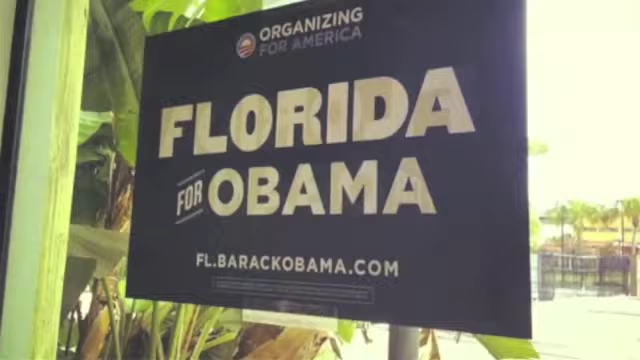 ORGANIZING
FOR AMERICA
FLORIDA
FOR OBAMA
FL.BARACKOBAMA.COM